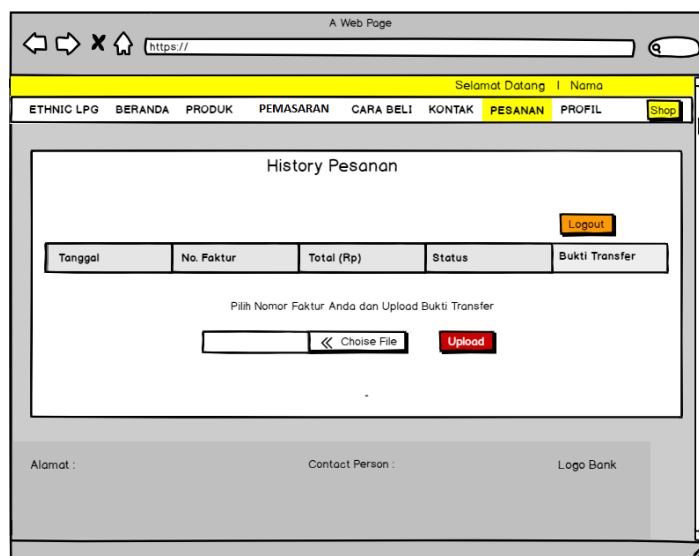 A Web Page
https://
Selamat Datang | Nama
ETHNIC LPG BERANDA PRODUK PEMASARAN CARA BELI KONTAK PESANAN PROFIL Shop
History Pesanan
Logout
Tanggal No. Faktur Total (Rp) Status Bukti Transfer
Pilih Nomor Faktur Anda dan Upload Bukti Transfer
Choise File Upload
-
Alamat : Contact Person : Logo Bank